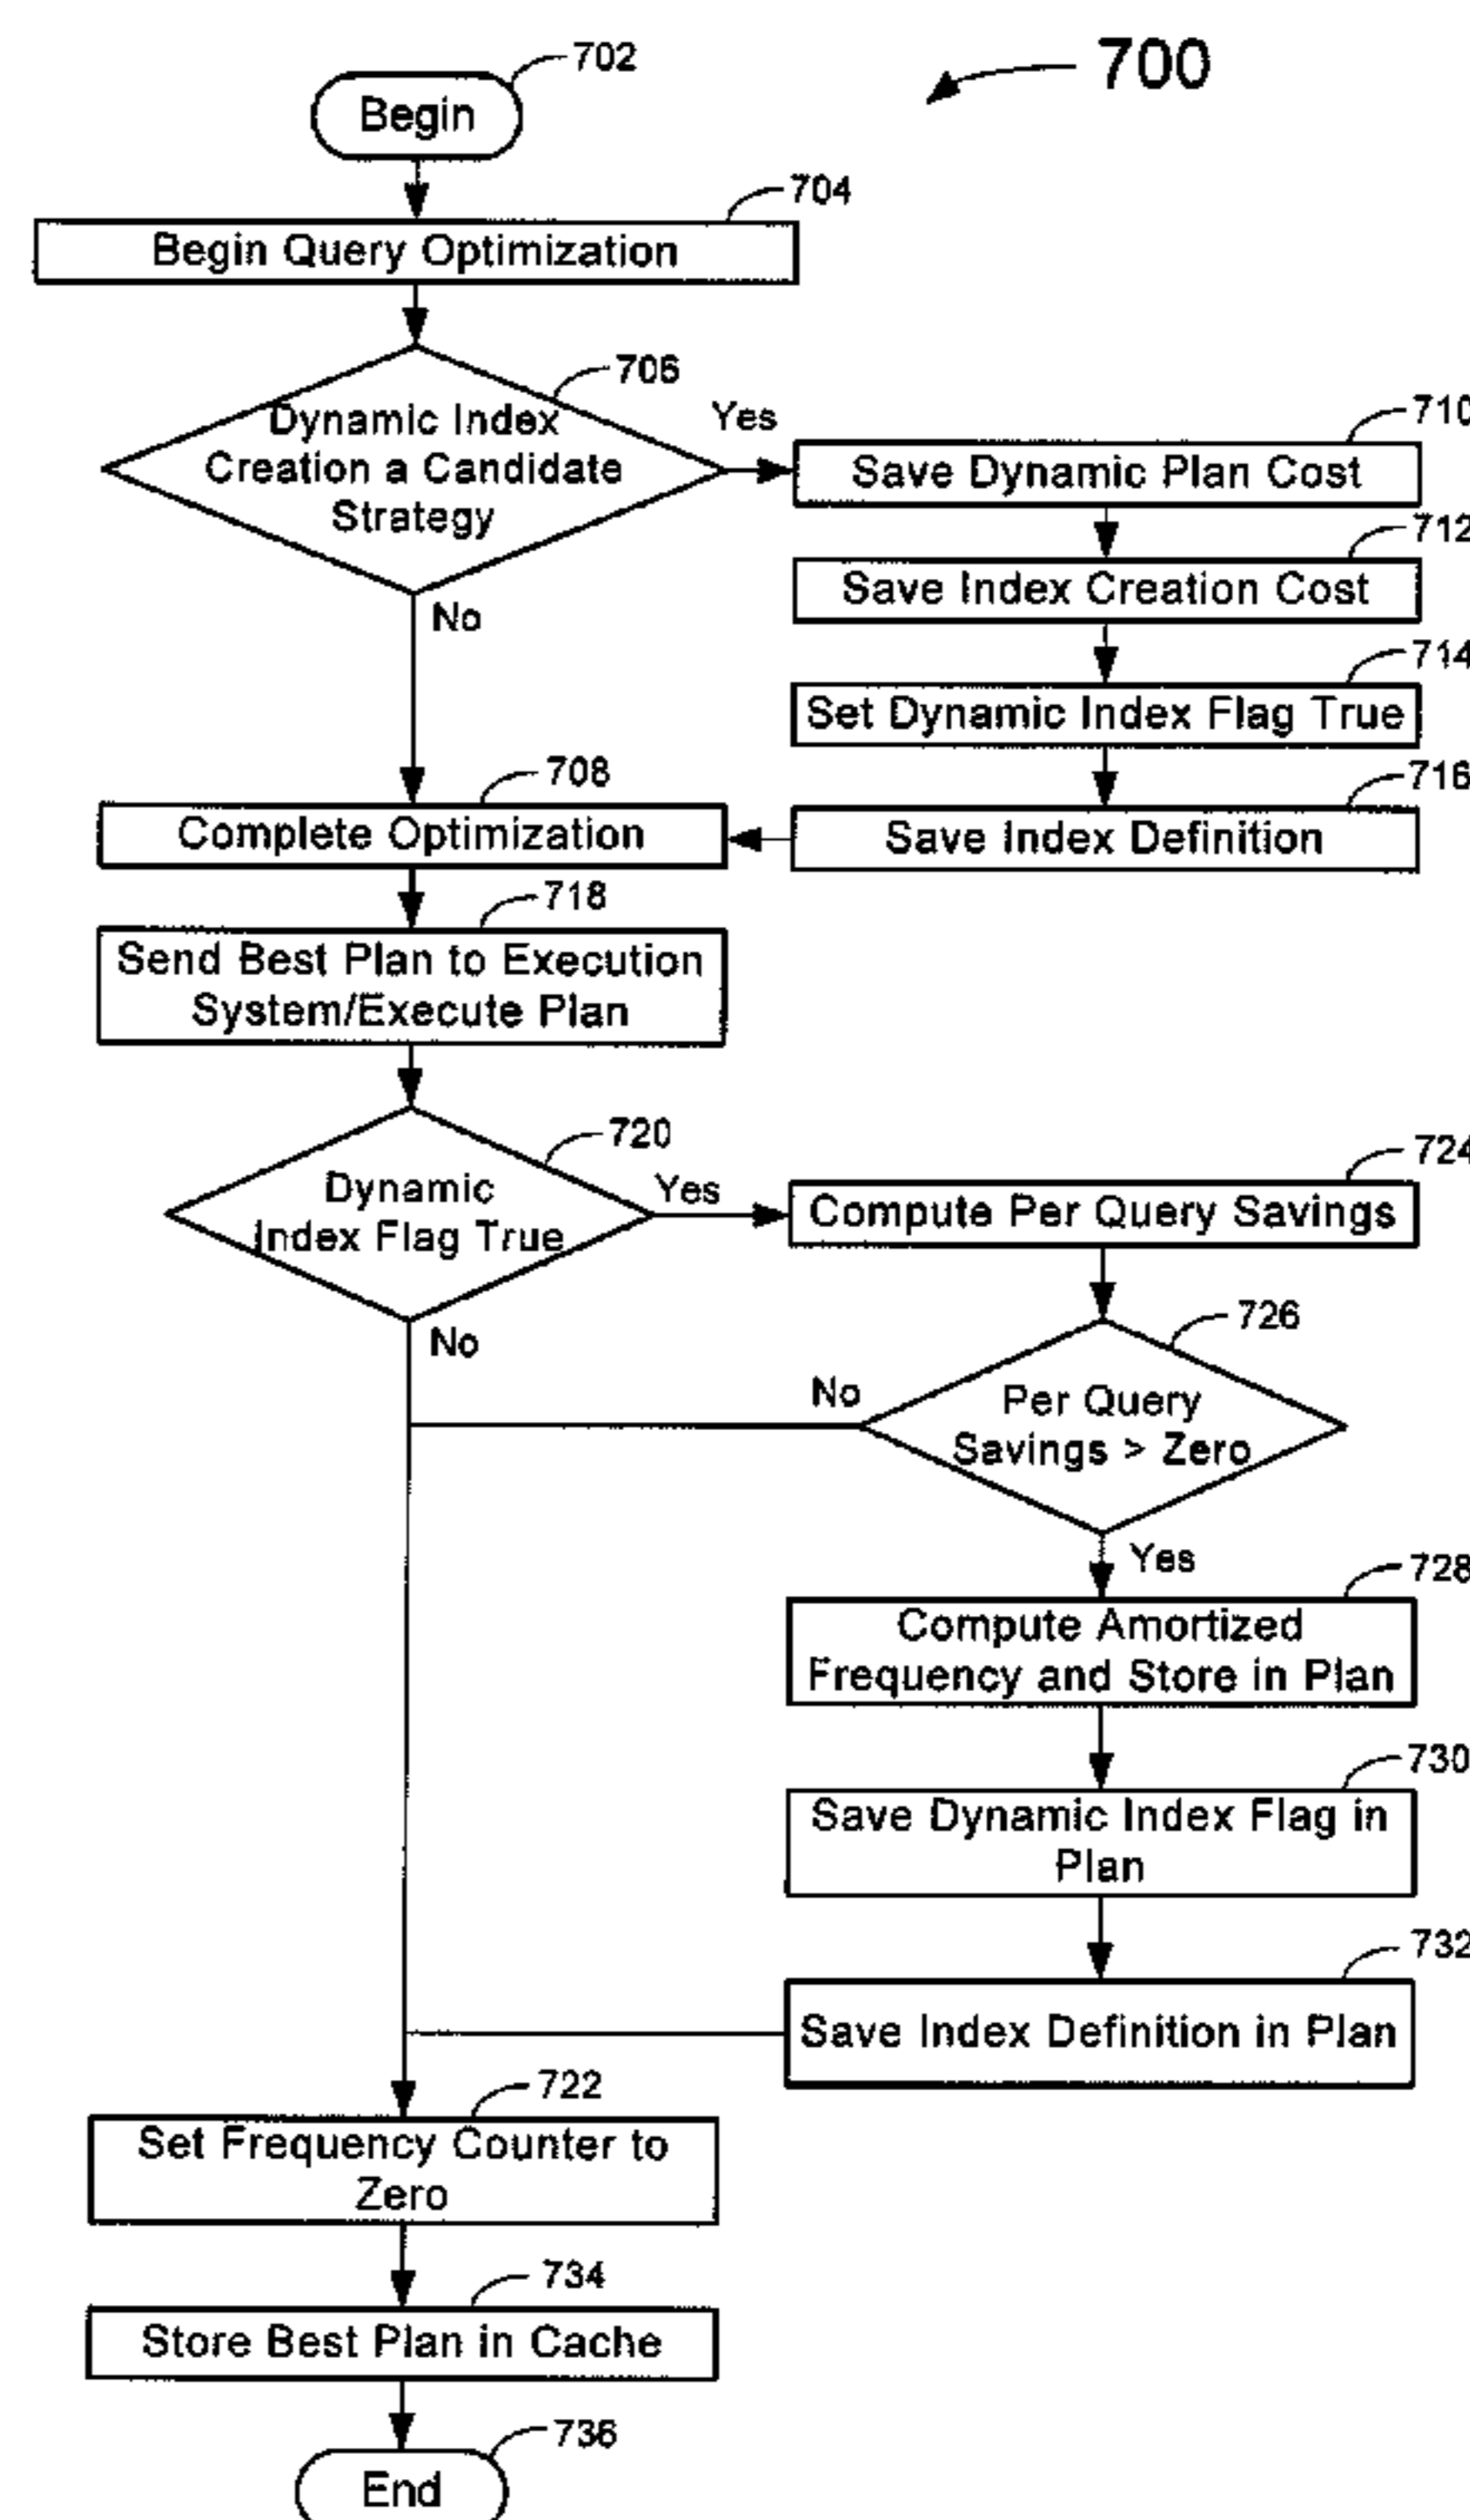 700
702
Begin
704
Begin Query Optimization
706
Dynamic Index
Creation a Candidate
Strategy
Yes
No
710
Save Dynamic Plan Cost
712
Save Index Creation Cost
714
Set Dynamic Index Flag True
716
Save Index Definition
708
Complete Optimization
718
Send Best Plan to Execution
System/Execute Plan
720
Dynamic
Index Flag True
Yes
No
724
Compute Per Query Savings
726
Per Query
Savings > Zero
No
Yes
728
Compute Amortized
Frequency and Store in Plan
730
Save Dynamic Index Flag in
Plan
732
Save Index Definition in Plan
722
Set Frequency Counter to
Zero
734
Store Best Plan in Cache
736
End